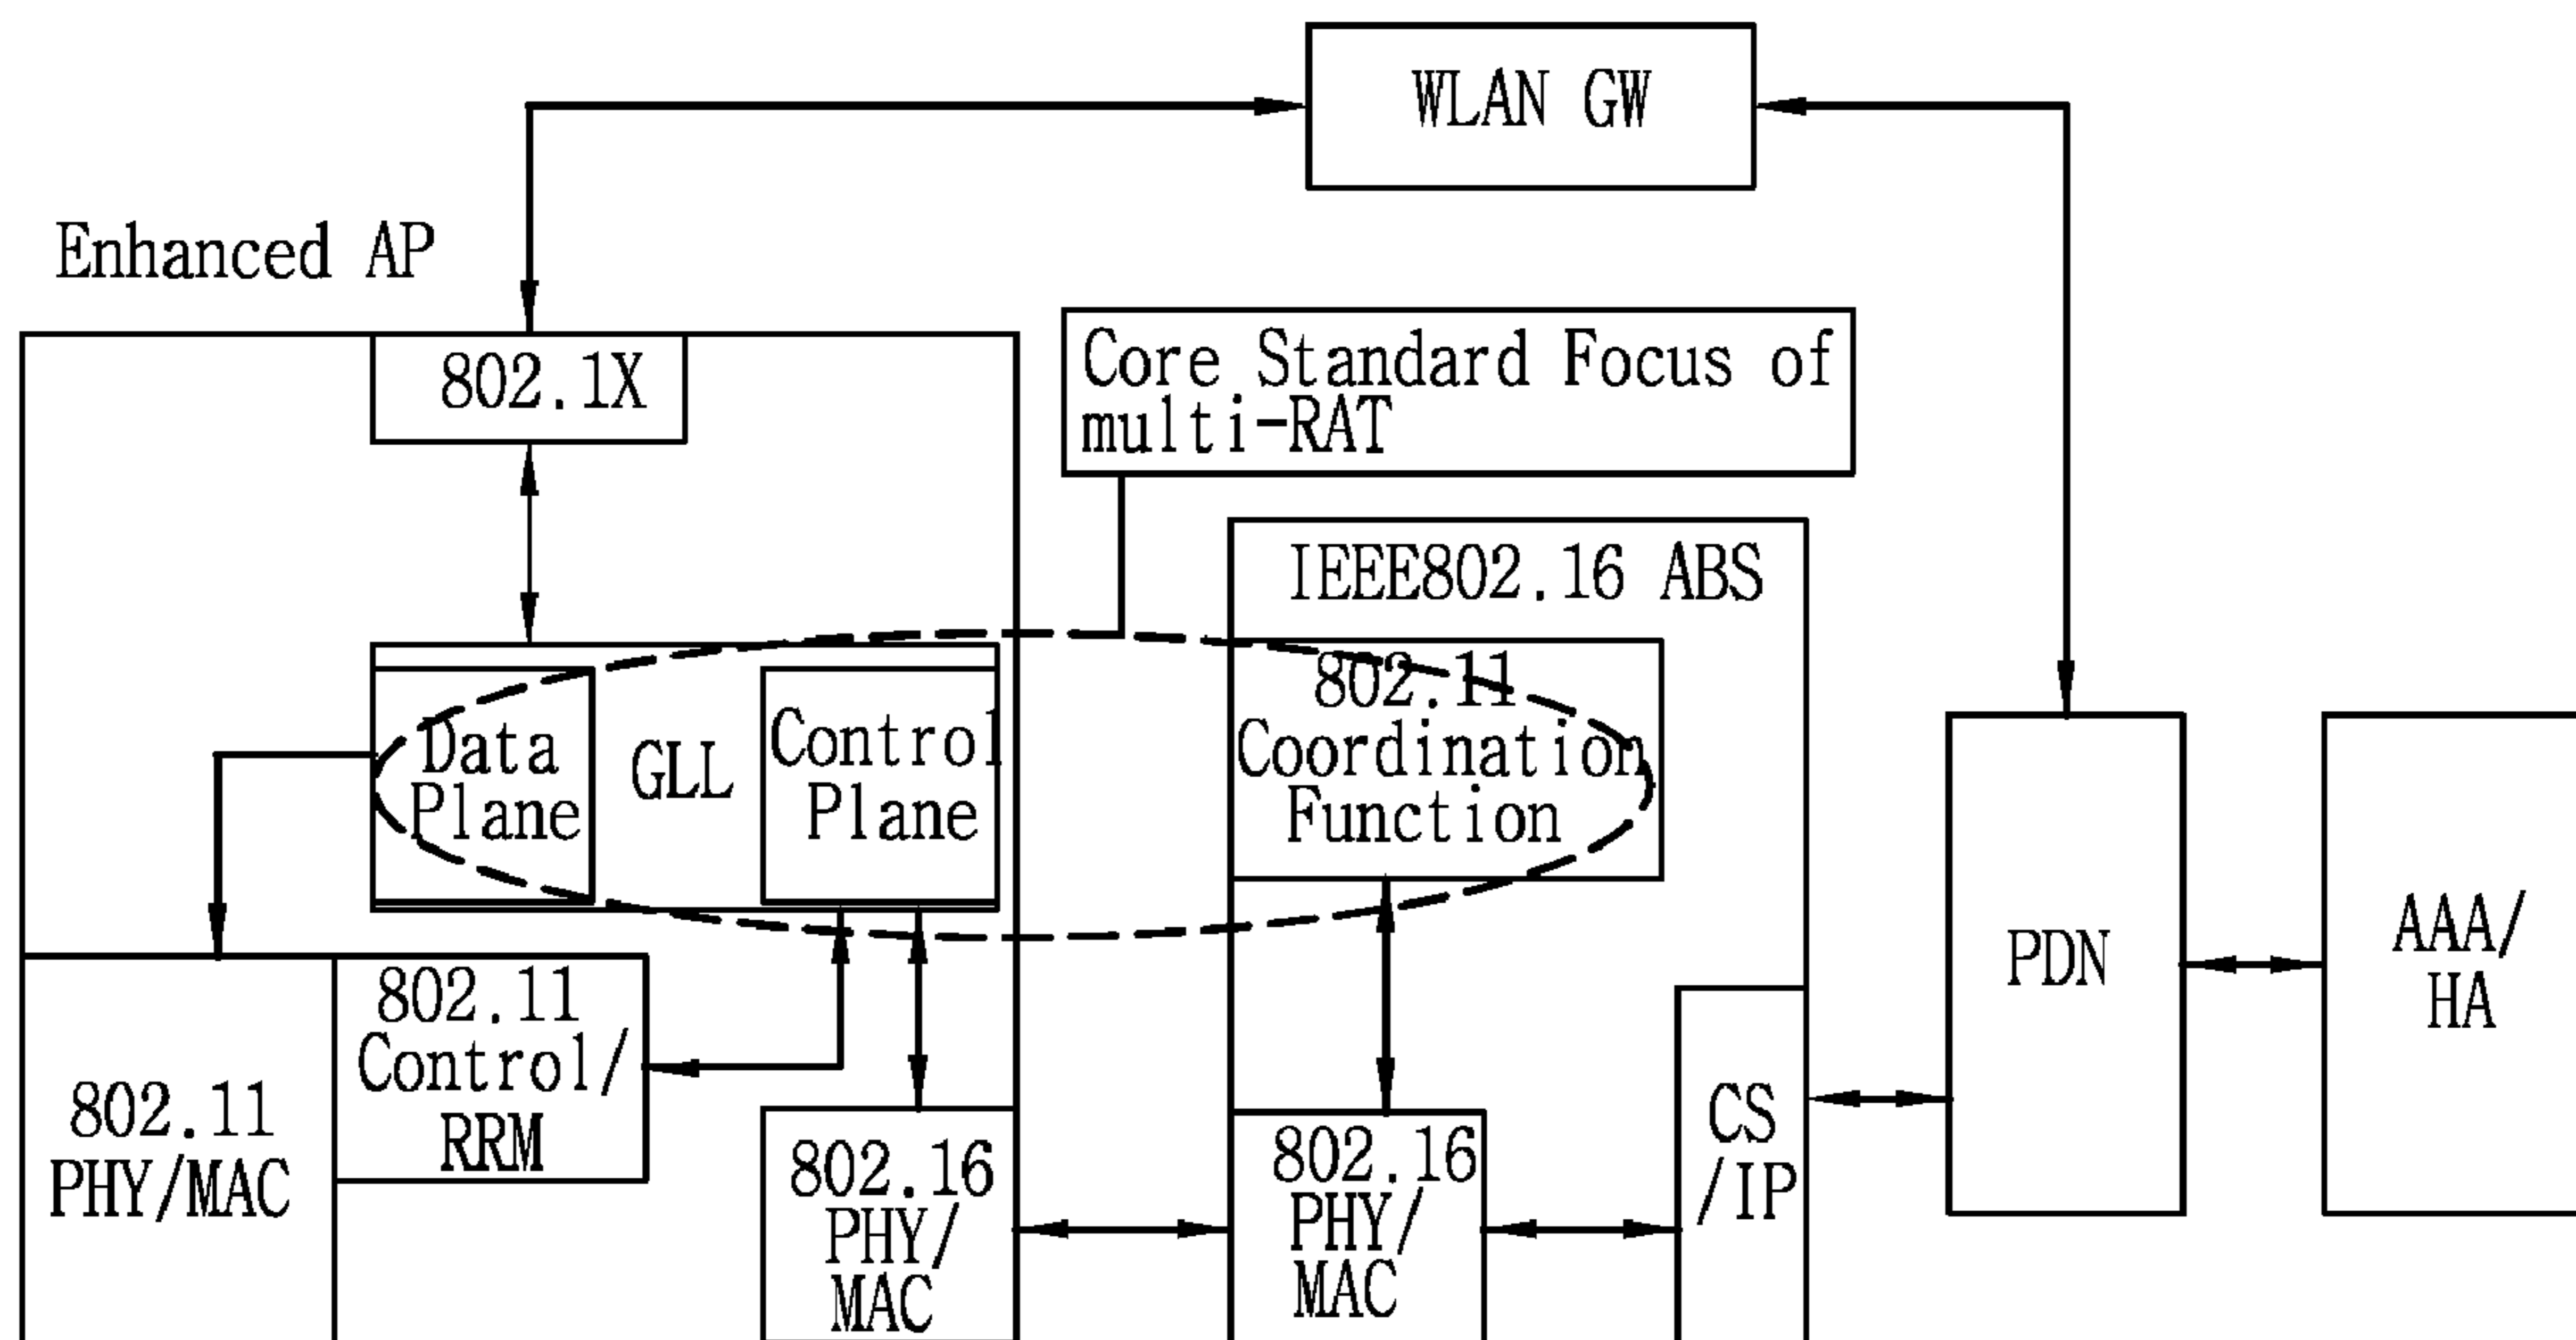 WLAN GW
Enhanced AP
802.1X
Core Standard Focus of
multi-RAT
IEEE802.16 ABS
Data
Plane
GLL
Control
Plane
802.11
Coordination
Function
802.11
PHY/MAC
802.11
Control/
RRM
802.16
PHY/
MAC
802.16
PHY/
MAC
CS
/IP
PDN
AAA/
HA